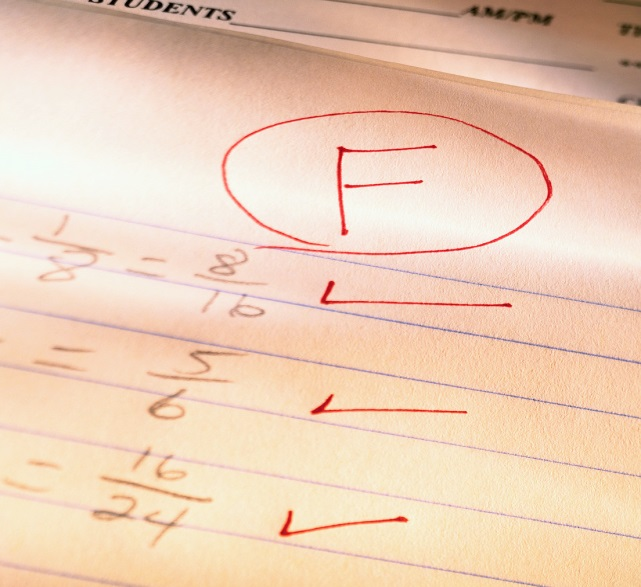 STUDENTS AM/PM
F
- 1/8 = 8/16
= 5/6
= 16/24